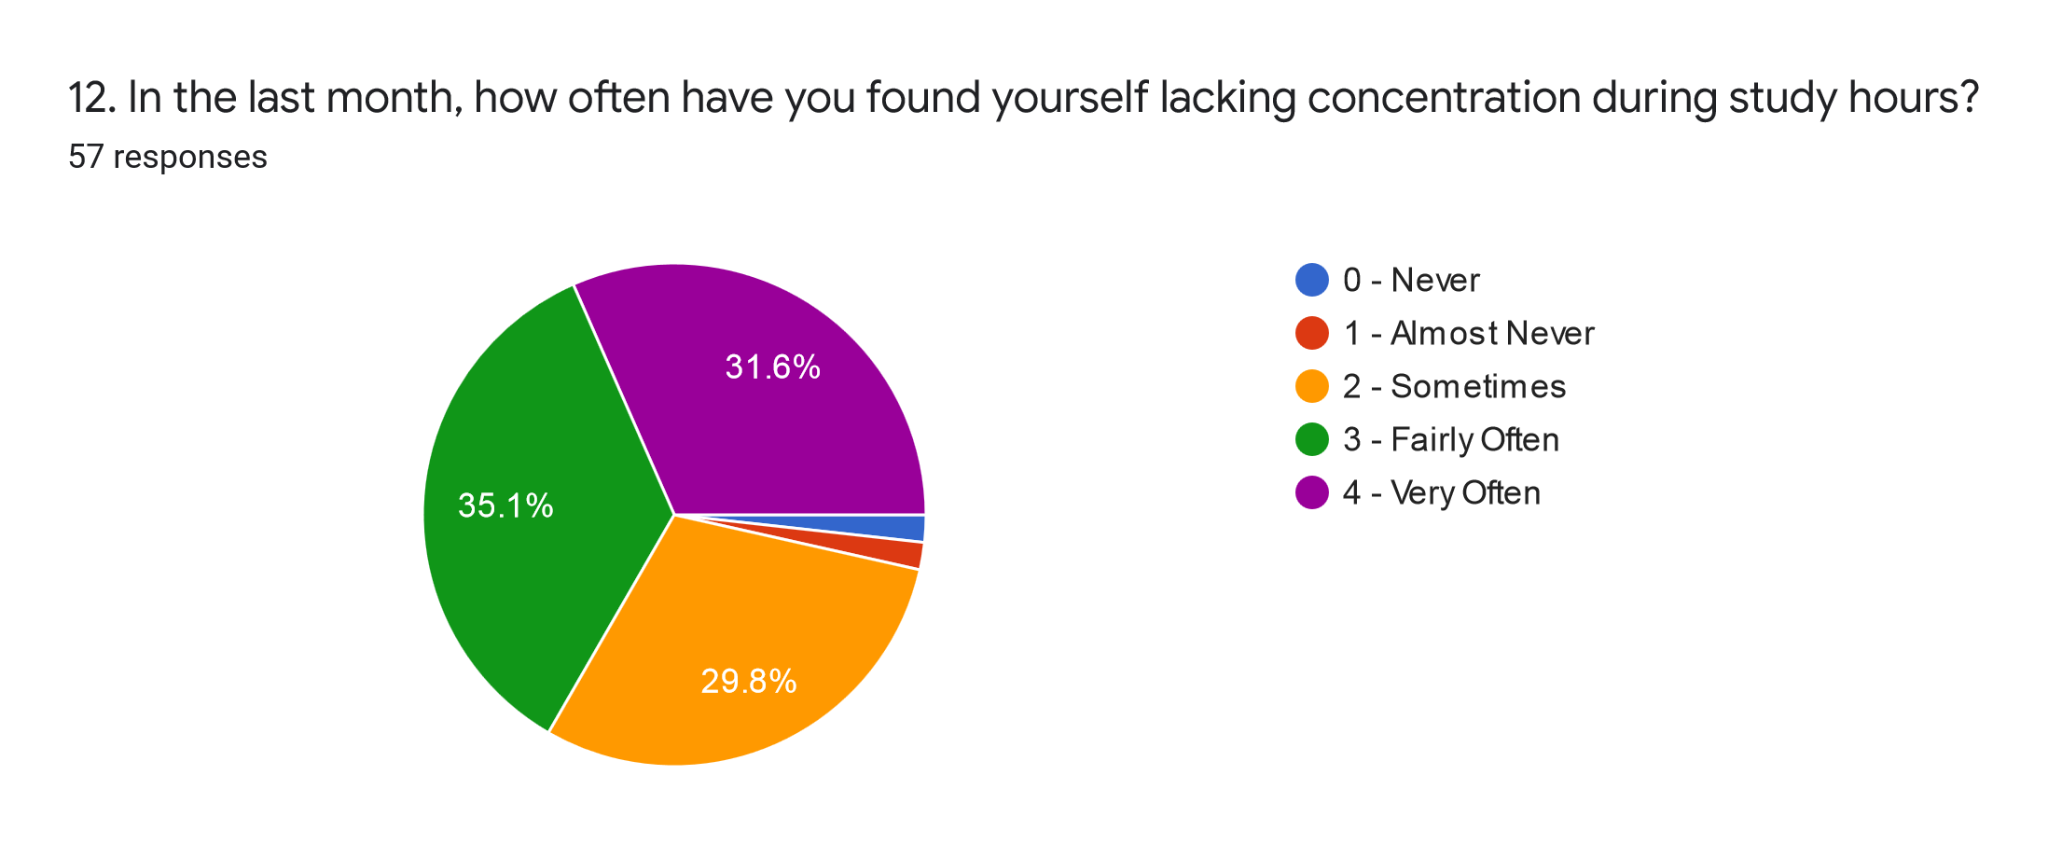 12. In the last month, how often have you found yourself lacking concentration during study hours?
57 responses
31.6%
35.1%
29.8%
0 - Never
1 - Almost Never
2 - Sometimes
3 - Fairly Often
4 - Very Often